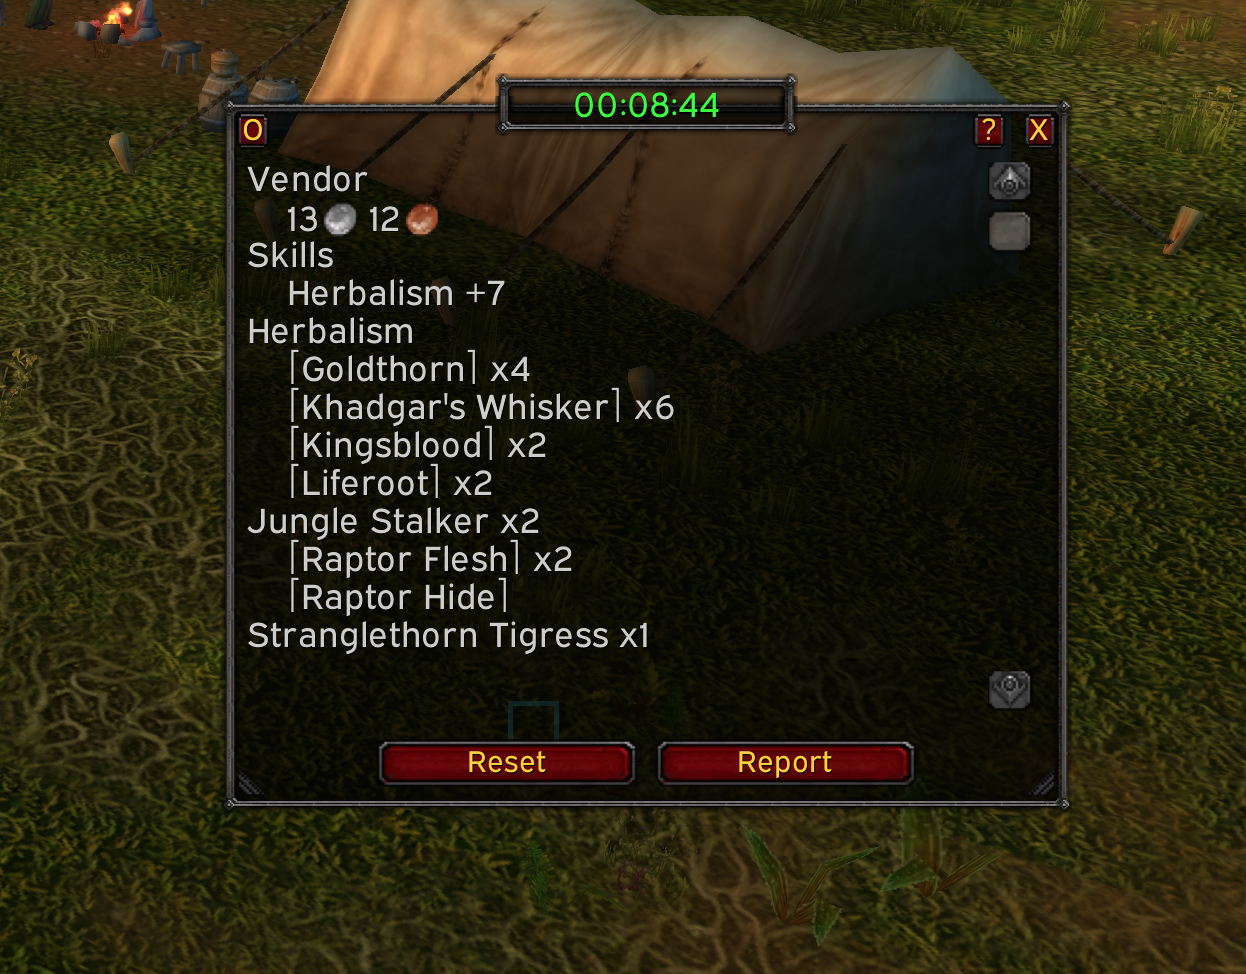 00:08:44
O ? X
Vendor
13 12
Skills
Herbalism +7
Herbalism
[Goldthorn] x4
[Khadgar's Whisker] x6
[Kingsblood] x2
[Liferoot] x2
Jungle Stalker x2
[Raptor Flesh] x2
[Raptor Hide]
Stranglethorn Tigress x1
Reset Report